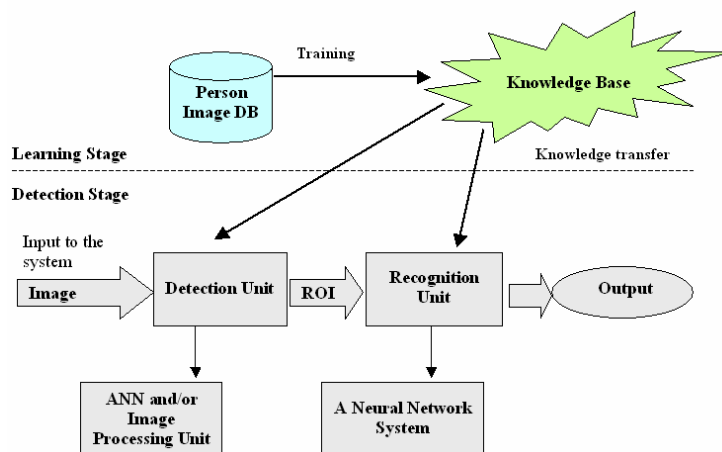 Training
Person
Image DB
Knowledge Base
Learning Stage
Knowledge transfer
Detection Stage
Input to the
system
Image
Detection Unit
ROI
Recognition
Unit
Output
ANN and/or
Image
Processing Unit
A Neural Network
System